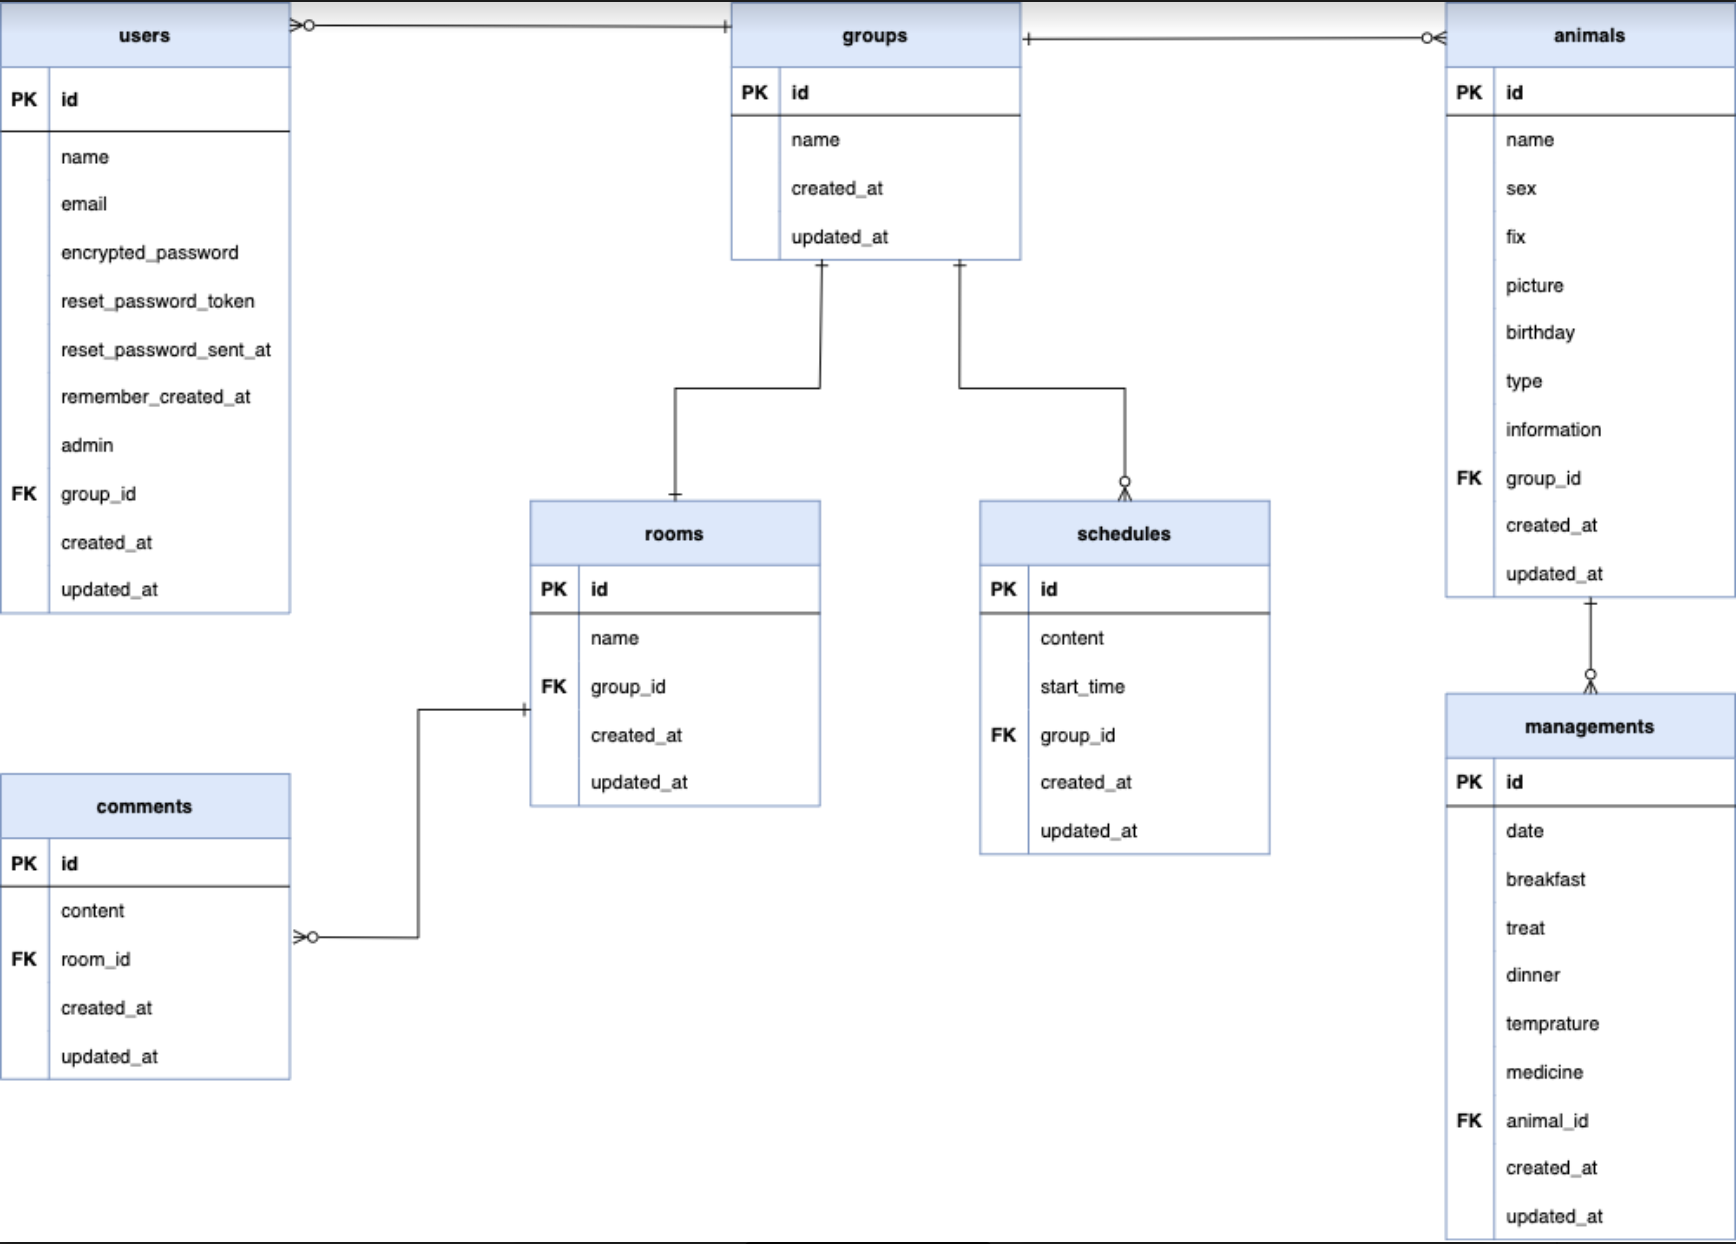 users
PK id
name
email
encrypted_password
reset_password_token
reset_password_sent_at
remember_created_at
admin
FK group_id
created_at
updated_at
groups
PK id
name
created_at
updated_at
animals
PK id
name
sex
fix
picture
birthday
type
information
FK group_id
created_at
updated_at
rooms
PK id
name
FK group_id
created_at
updated_at
schedules
PK id
content
start_time
FK group_id
created_at
updated_at
managements
PK id
date
breakfast
treat
dinner
temprature
medicine
FK animal_id
created_at
updated_at
comments
PK id
content
FK room_id
created_at
updated_at